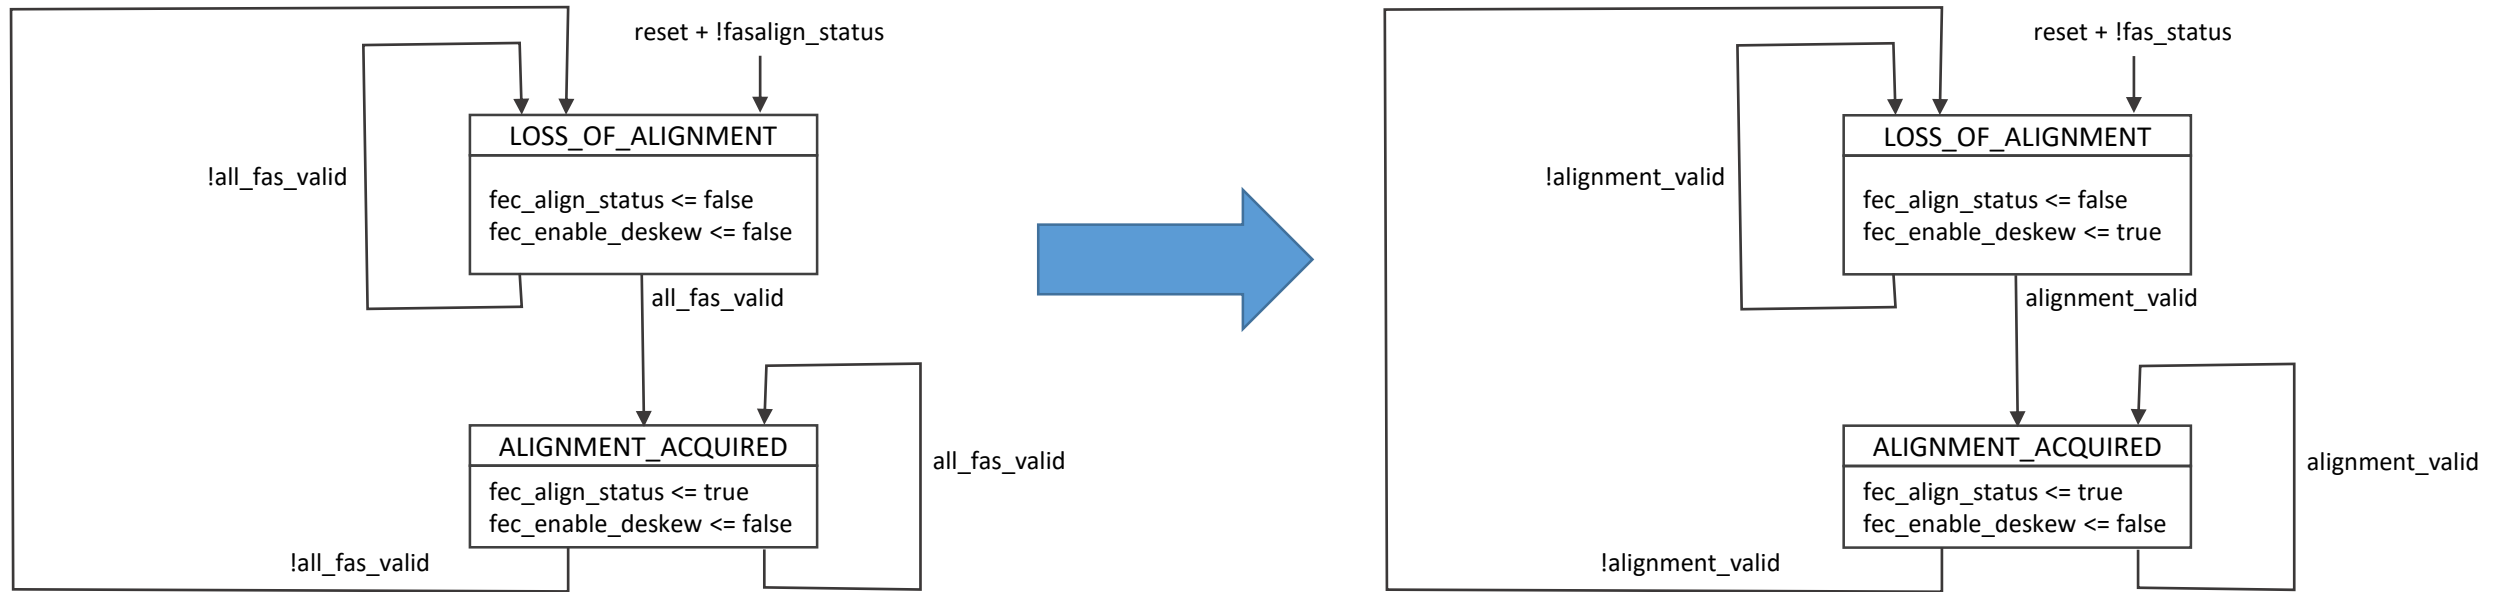 reset + !fasalign_status
LOSS_OF_ALIGNMENT
!all_fas_valid
fec_align_status <= false
fec_enable_deskew <= false
all_fas_valid
ALIGNMENT_ACQUIRED
all_fas_valid
fec_align_status <= true
fec_enable_deskew <= false
!all_fas_valid
reset + !fas_status
LOSS_OF_ALIGNMENT
!alignment_valid
fec_align_status <= false
fec_enable_deskew <= true
alignment_valid
ALIGNMENT_ACQUIRED
alignment_valid
fec_align_status <= true
fec_enable_deskew <= false
!alignment_valid